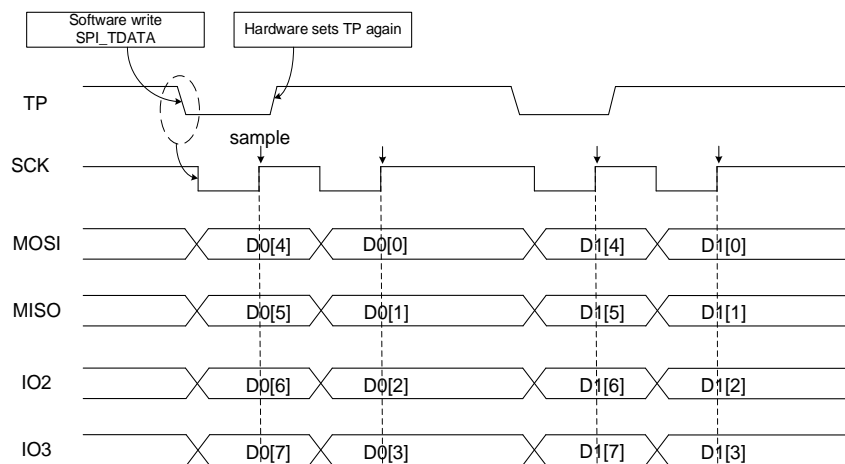 Software write
SPI_TDATA
Hardware sets TP again
TP
sample
SCK
MOSI D0[4] D0[0] D1[4] D1[0]
MISO D0[5] D0[1] D1[5] D1[1]
IO2 D0[6] D0[2] D1[6] D1[2]
IO3 D0[7] D0[3] D1[7] D1[3]